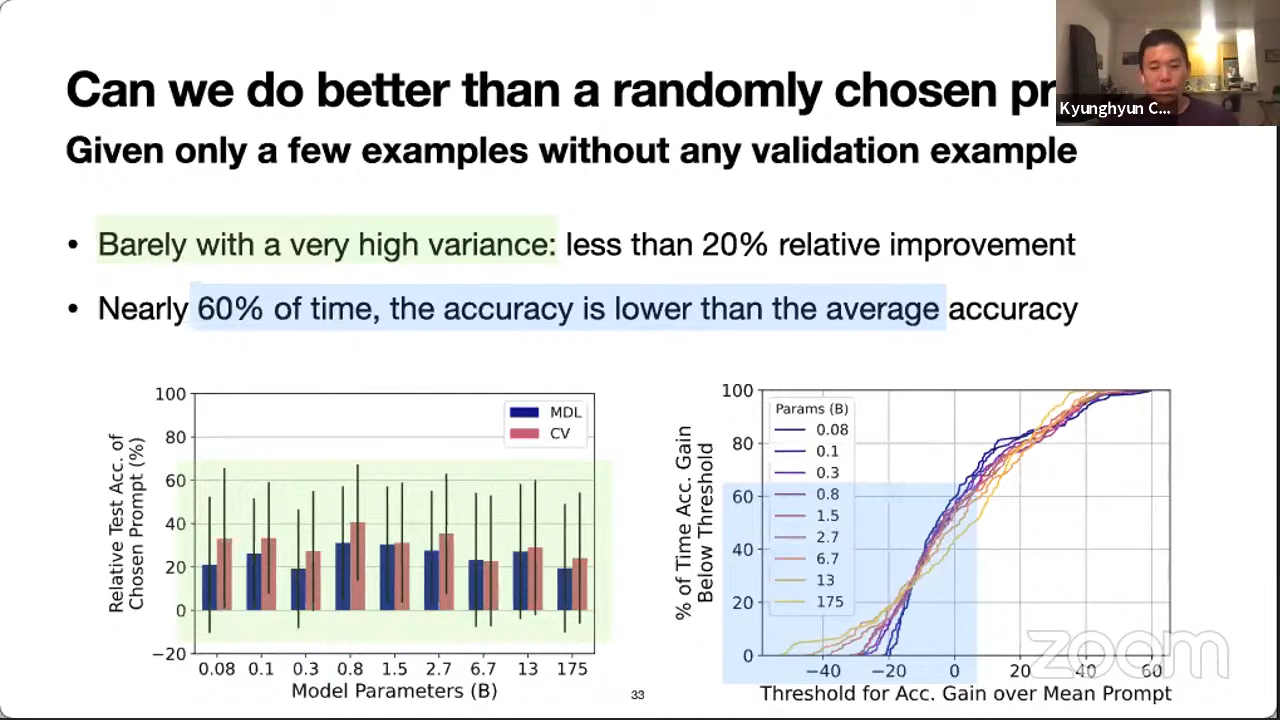 Can we do better than a randomly chosen pr
Kyunghyun C...
Given only a few examples without any validation example
• Barely with a very high variance: less than 20% relative improvement
• Nearly 60% of time, the accuracy is lower than the average accuracy
Relative Test Acc. of
Chosen Prompt (%)
100
80
60
40
20
0
−20
MDL
CV
0.08 0.1 0.3 0.8 1.5 2.7 6.7 13 175
Model Parameters (B)
% of Time Acc. Gain
Below Threshold
100
80
60
40
20
0
Params (B)
0.08
0.1
0.3
0.8
1.5
2.7
6.7
13
175
−40 −20 0 20 40 60
Threshold for Acc. Gain over Mean Prompt
33
zoom